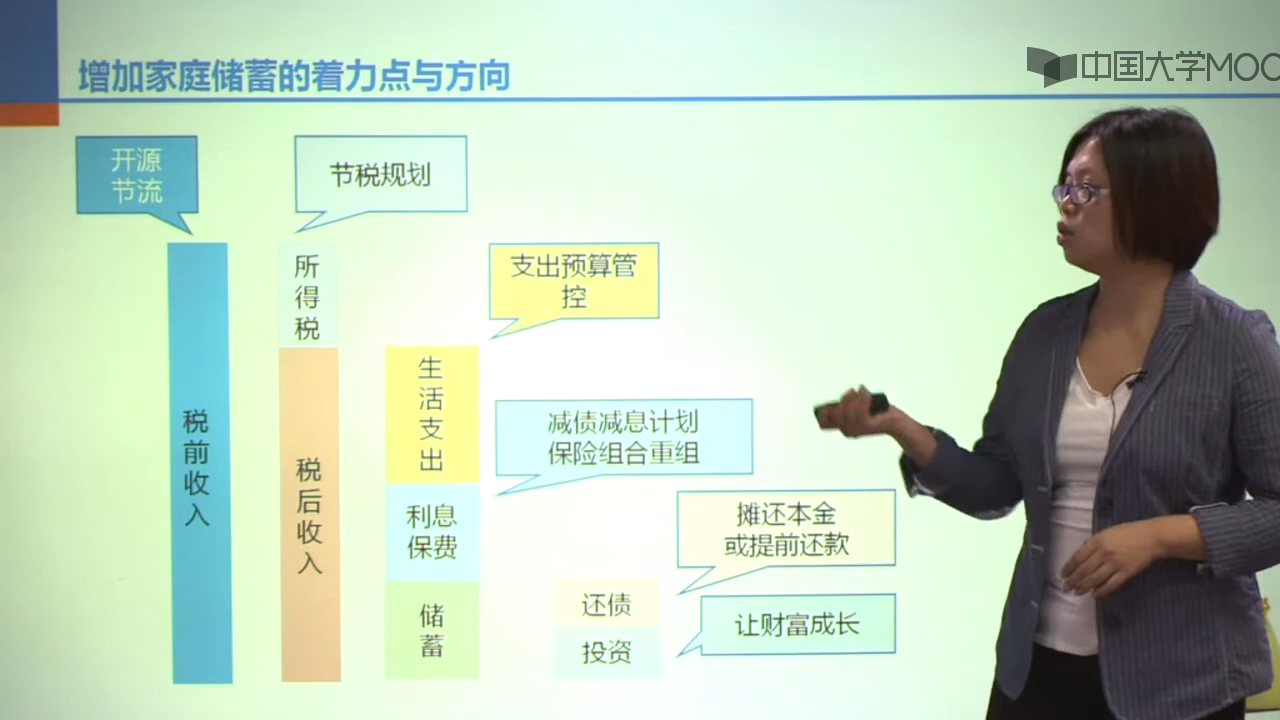 增加家庭储蓄的着力点与方向
中国大学MOO
开源
节流
节税规划
所
得
税
支出预算管
控
税
前
收
入
税
后
收
入
生
活
支
出
减债减息计划
保险组合重组
利息
保费
摊还本金
或提前还款
储
蓄
还债
投资
让财富成长